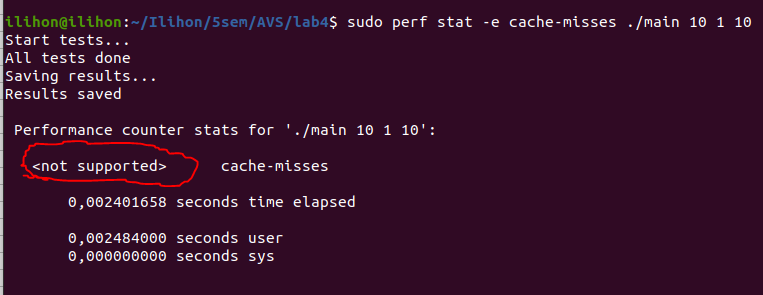 ilihon@ilihon:~/Ilihon/5sem/AVS/lab4$ sudo perf stat -e cache-misses ./main 10 1 10
Start tests...
All tests done
Saving results...
Results saved
Performance counter stats for './main 10 1 10':
<not supported>      cache-misses
0,002401658 seconds time elapsed
0,002484000 seconds user
0,000000000 seconds sys